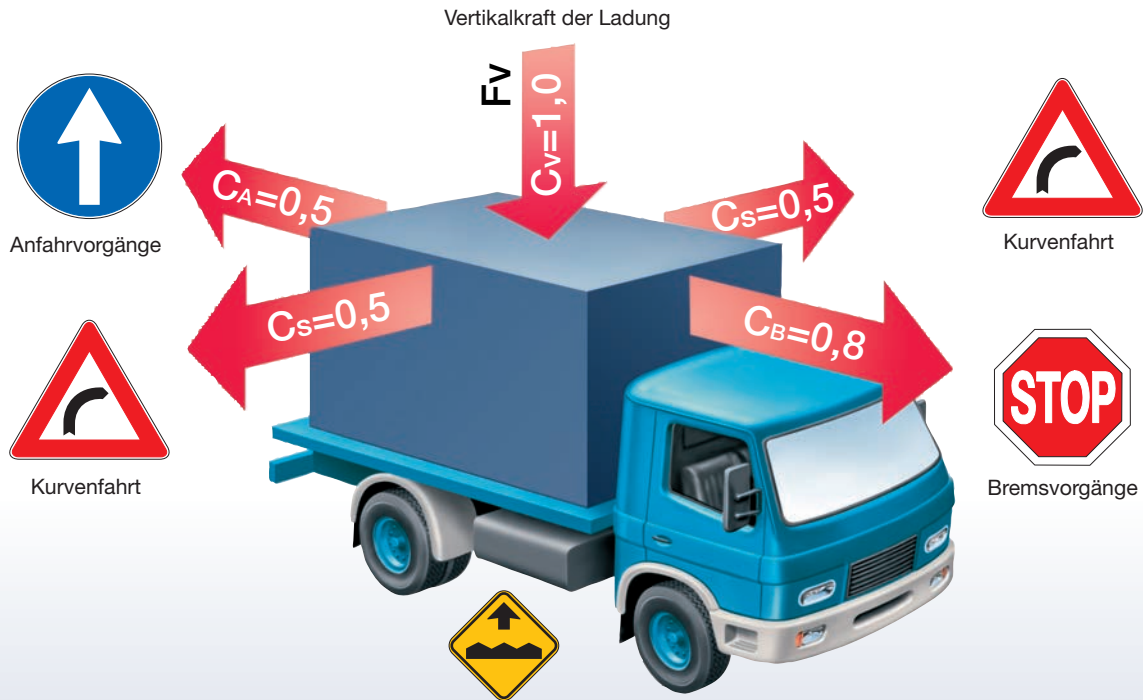 Vertikalkraft der Ladung
Fv
Cv=1,0
CA=0,5
Cs=0,5
Anfahrvorgänge
Kurvenfahrt
Cs=0,5
CB=0,8
STOP
Kurvenfahrt
Bremsvorgänge